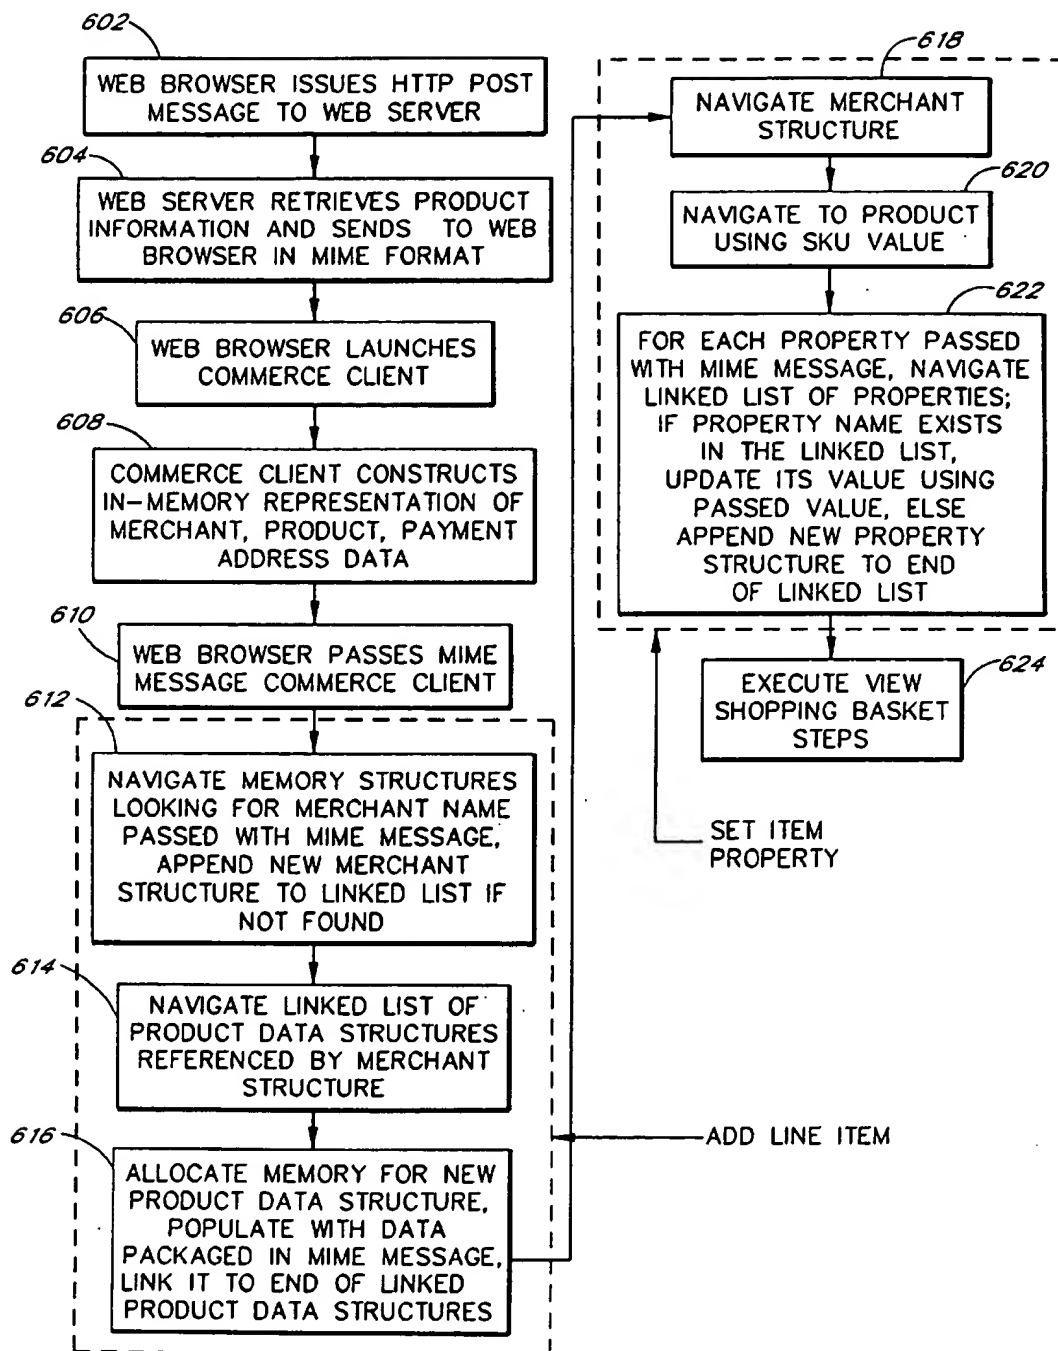 602
WEB BROWSER ISSUES HTTP POST
MESSAGE TO WEB SERVER
604
WEB SERVER RETRIEVES PRODUCT
INFORMATION AND SENDS TO WEB
BROWSER IN MIME FORMAT
606
WEB BROWSER LAUNCHES
COMMERCE CLIENT
608
COMMERCE CLIENT CONSTRUCTS
IN-MEMORY REPRESENTATION OF
MERCHANT, PRODUCT, PAYMENT
ADDRESS DATA
610
WEB BROWSER PASSES MIME
MESSAGE COMMERCE CLIENT
612
NAVIGATE MEMORY STRUCTURES
LOOKING FOR MERCHANT NAME
PASSED WITH MIME MESSAGE,
APPEND NEW MERCHANT
STRUCTURE TO LINKED LIST IF
NOT FOUND
614
NAVIGATE LINKED LIST OF
PRODUCT DATA STRUCTURES
REFERENCED BY MERCHANT
STRUCTURE
616
ALLOCATE MEMORY FOR NEW
PRODUCT DATA STRUCTURE,
POPULATE WITH DATA
PACKAGED IN MIME MESSAGE,
LINK IT TO END OF LINKED
PRODUCT DATA STRUCTURES
ADD LINE ITEM
618
NAVIGATE MERCHANT
STRUCTURE
620
NAVIGATE TO PRODUCT
USING SKU VALUE
622
FOR EACH PROPERTY PASSED
WITH MIME MESSAGE, NAVIGATE
LINKED LIST OF PROPERTIES;
IF PROPERTY NAME EXISTS
IN THE LINKED LIST,
UPDATE ITS VALUE USING
PASSED VALUE, ELSE
APPEND NEW PROPERTY
STRUCTURE TO END
OF LINKED LIST
624
EXECUTE VIEW
SHOPPING BASKET
STEPS
SET ITEM
PROPERTY